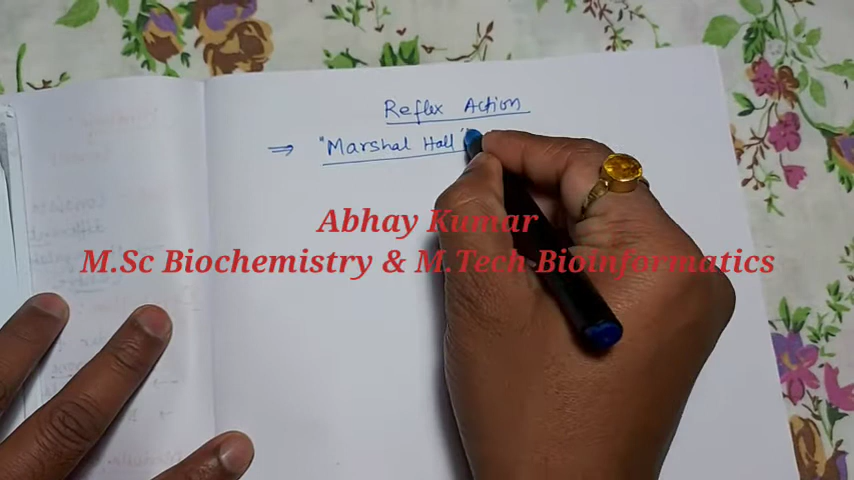 Reflex Action
⇒ "Marshal Hall"
Abhay Kumar
M.Sc Biochemistry & M.Tech Bioinformatics